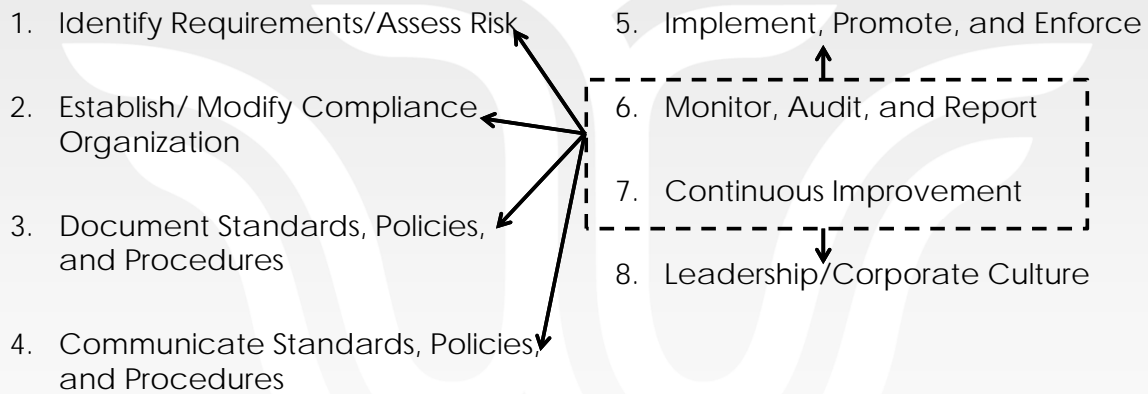 1. Identify Requirements/Assess Risk
2. Establish/ Modify Compliance
Organization
3. Document Standards, Policies,
and Procedures
4. Communicate Standards, Policies,
and Procedures
5. Implement, Promote, and Enforce
6. Monitor, Audit, and Report
7. Continuous Improvement
8. Leadership/Corporate Culture